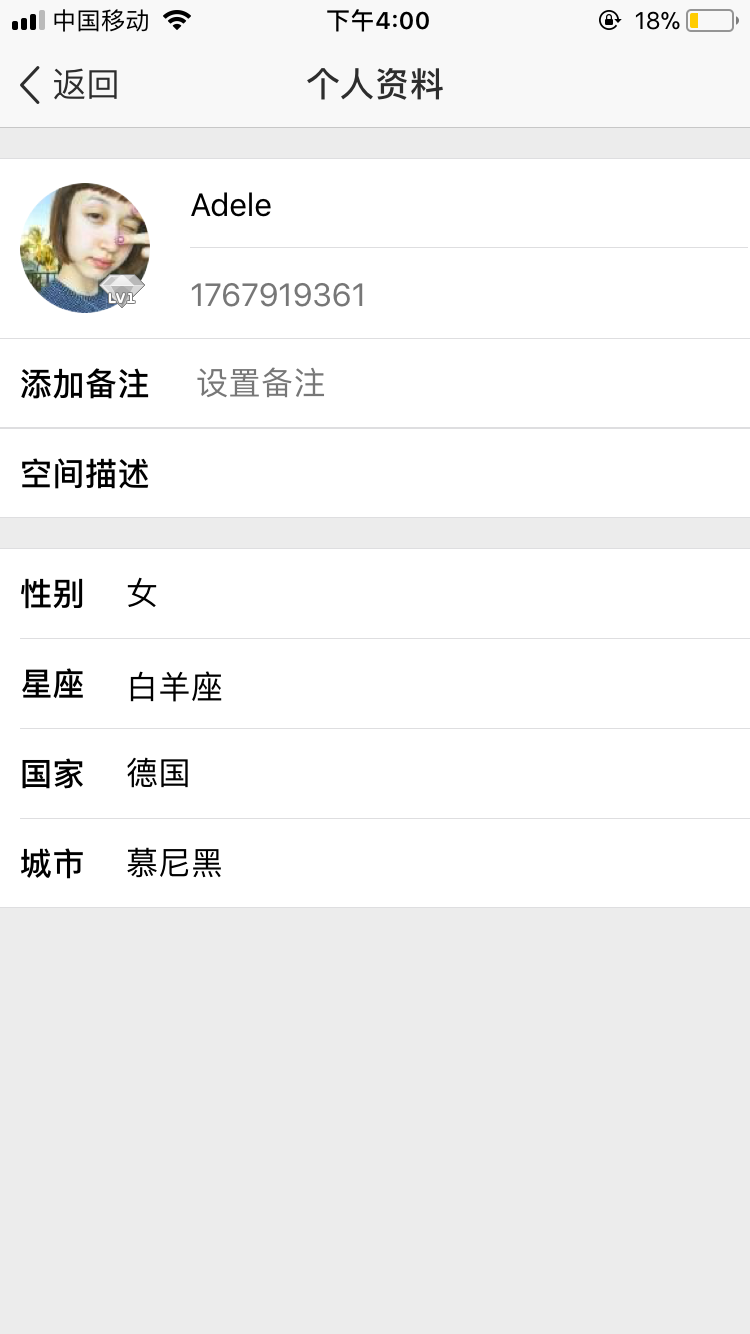 中国移动 下午4:00 18%
返回 个人资料
Adele
LV1
1767919361
添加备注 设置备注
空间描述
性别 女
星座 白羊座
国家 德国
城市 慕尼黑